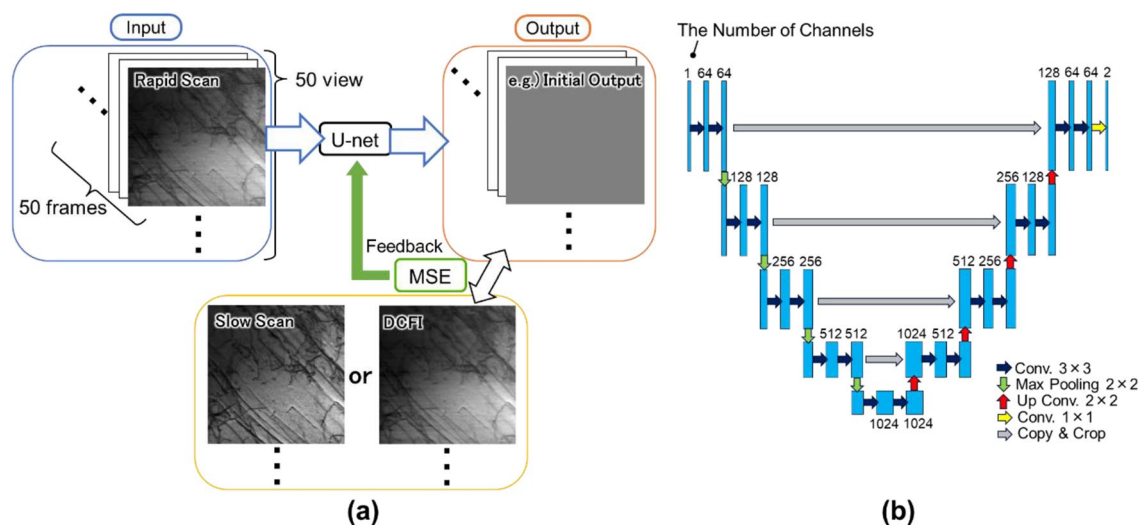 Input
Rapid Scan
50 view
50 frames
U-net
Output
e.g.) Initial Output
Feedback
MSE
Slow Scan
or
DCFI
(a)
The Number of Channels
1 64 64
128 64 64 2
128 128
256 128
256 256
512 256
512 512
1024 512
1024 1024
Conv. 3×3
Max Pooling 2×2
Up Conv. 2×2
Conv. 1×1
Copy & Crop
(b)